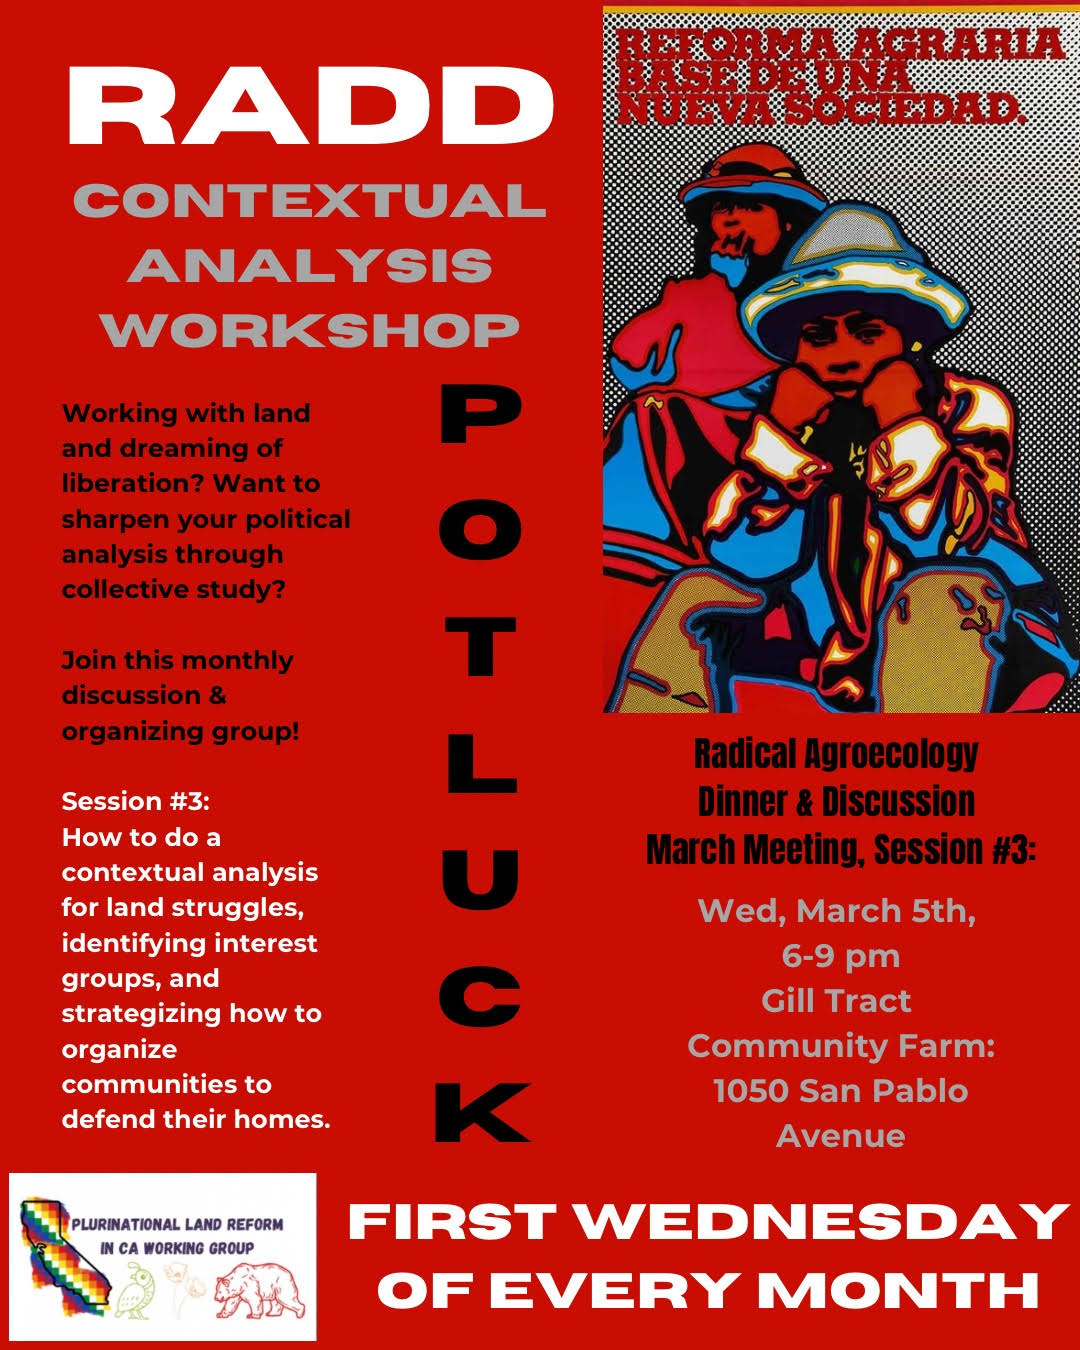 RADD
CONTEXTUAL
ANALYSIS
WORKSHOP
REFORMA AGRARIA
BASE DE UNA
NUEVA SOCIEDAD.
Working with land
and dreaming of
liberation? Want to
sharpen your political
analysis through
collective study?
Join this monthly
discussion &
organizing group!
Session #3:
How to do a
contextual analysis
for land struggles,
identifying interest
groups, and
strategizing how to
organize
communities to
defend their homes.
P
O
T
L
U
C
K
Radical Agroecology
Dinner & Discussion
March Meeting, Session #3:
Wed, March 5th,
6-9 pm
Gill Tract
Community Farm:
1050 San Pablo
Avenue
PLURINATIONAL LAND REFORM
IN CA WORKING GROUP
FIRST WEDNESDAY
OF EVERY MONTH